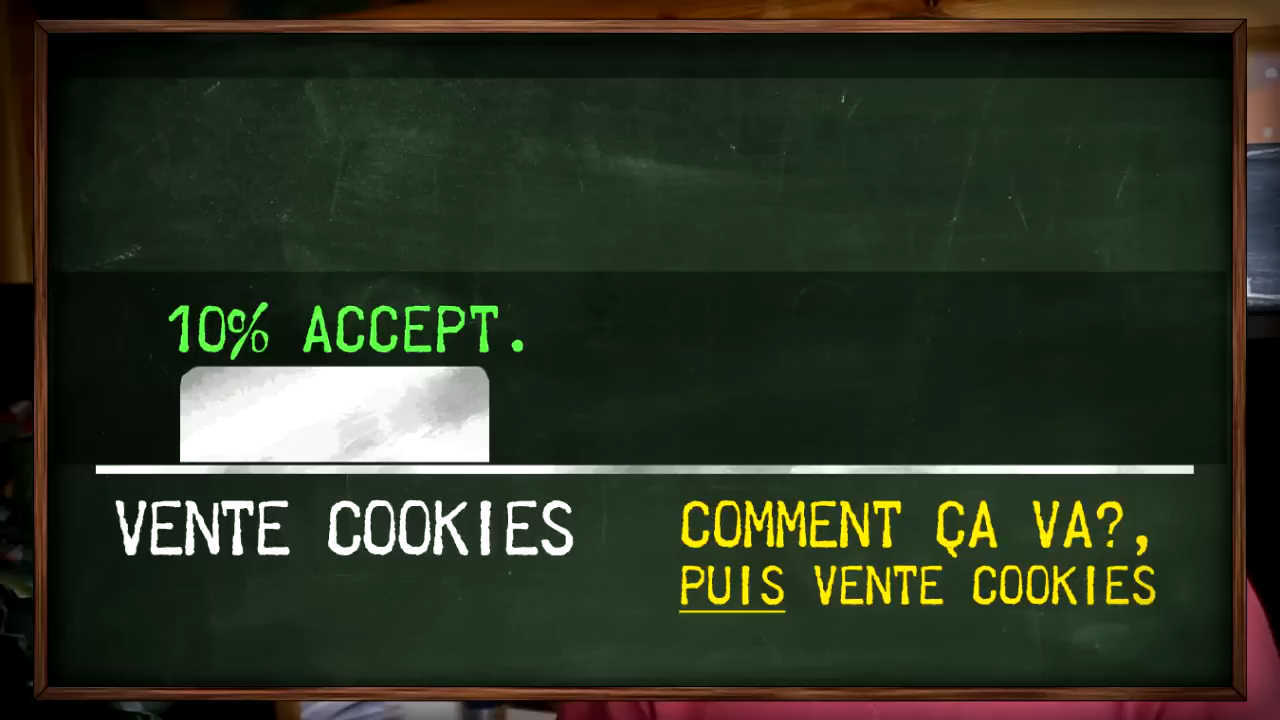 10% ACCEPT.
VENTE COOKIES
COMMENT ÇA VA?,
PUIS VENTE COOKIES